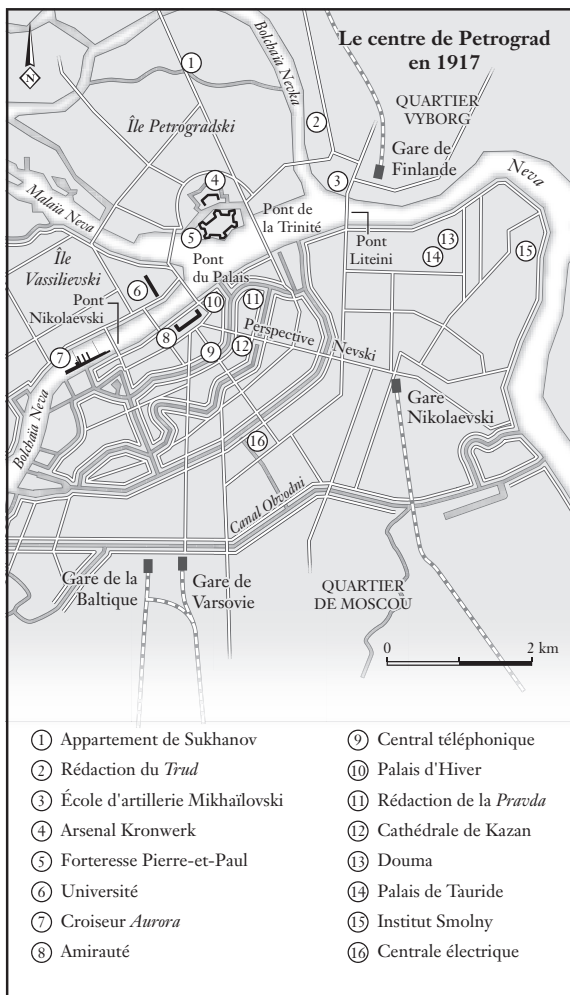 Le centre de Petrograd
en 1917
N
1
Bolchaïa Nevka
QUARTIER
VYBORG
2
Île Petrogradski
Gare de
Finlande
4
3
Neva
Malaïa Neva
5
Pont de
la Trinité
Pont
Liteini
13
14
15
Île
Vassilievski
Pont
du Palais
6
Pont
Nikolaevski
10
11
7
8
9
12
Perspective Nevski
Bolchaïa Neva
Gare
Nikolaevski
16
Canal Obvodni
Gare de la
Baltique
Gare de
Varsovie
QUARTIER
DE MOSCOU
0 2 km
1 Appartement de Sukhanov
2 Rédaction du Trud
3 École d'artillerie Mikhaïlovski
4 Arsenal Kronwerk
5 Forteresse Pierre-et-Paul
6 Université
7 Croiseur Aurora
8 Amirauté
9 Central téléphonique
10 Palais d'Hiver
11 Rédaction de la Pravda
12 Cathédrale de Kazan
13 Douma
14 Palais de Tauride
15 Institut Smolny
16 Centrale électrique